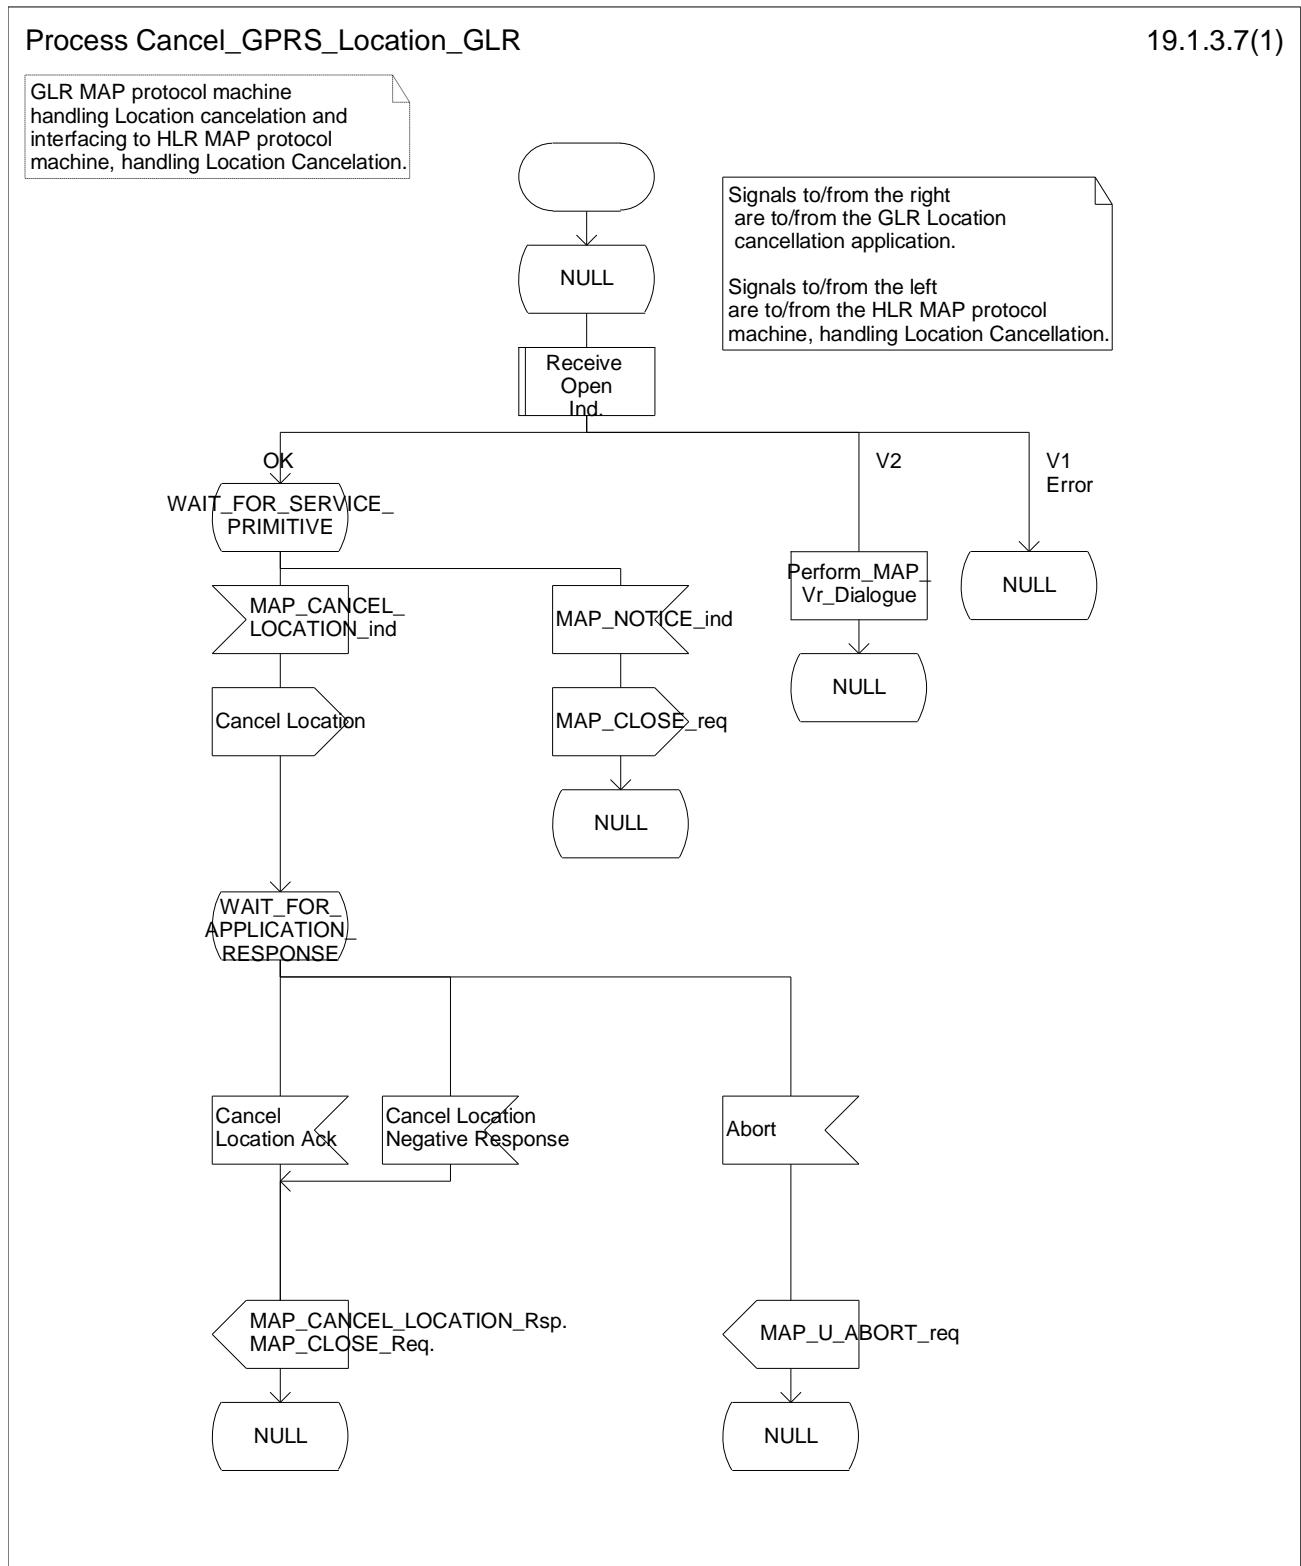 Process Cancel_GPRS_Location_GLR
19.1.3.7(1)
GLR MAP protocol machine
handling Location cancelation and
interfacing to HLR MAP protocol
machine, handling Location Cancelation.
Signals to/from the right
are to/from the GLR Location
cancellation application.
Signals to/from the left
are to/from the HLR MAP protocol
machine, handling Location Cancellation.
NULL
Receive
Open
Ind.
OK
V2
V1
Error
WAIT_FOR_SERVICE_
PRIMITIVE
Perform_MAP_
Vr_Dialogue
NULL
MAP_CANCEL_
LOCATION_ind
MAP_NOTICE_ind
NULL
Cancel Location
MAP_CLOSE_req
NULL
WAIT_FOR_
APPLICATION_
RESPONSE
Cancel
Location Ack
Cancel Location
Negative Response
Abort
MAP_CANCEL_LOCATION_Rsp.
MAP_CLOSE_Req.
MAP_U_ABORT_req
NULL
NULL